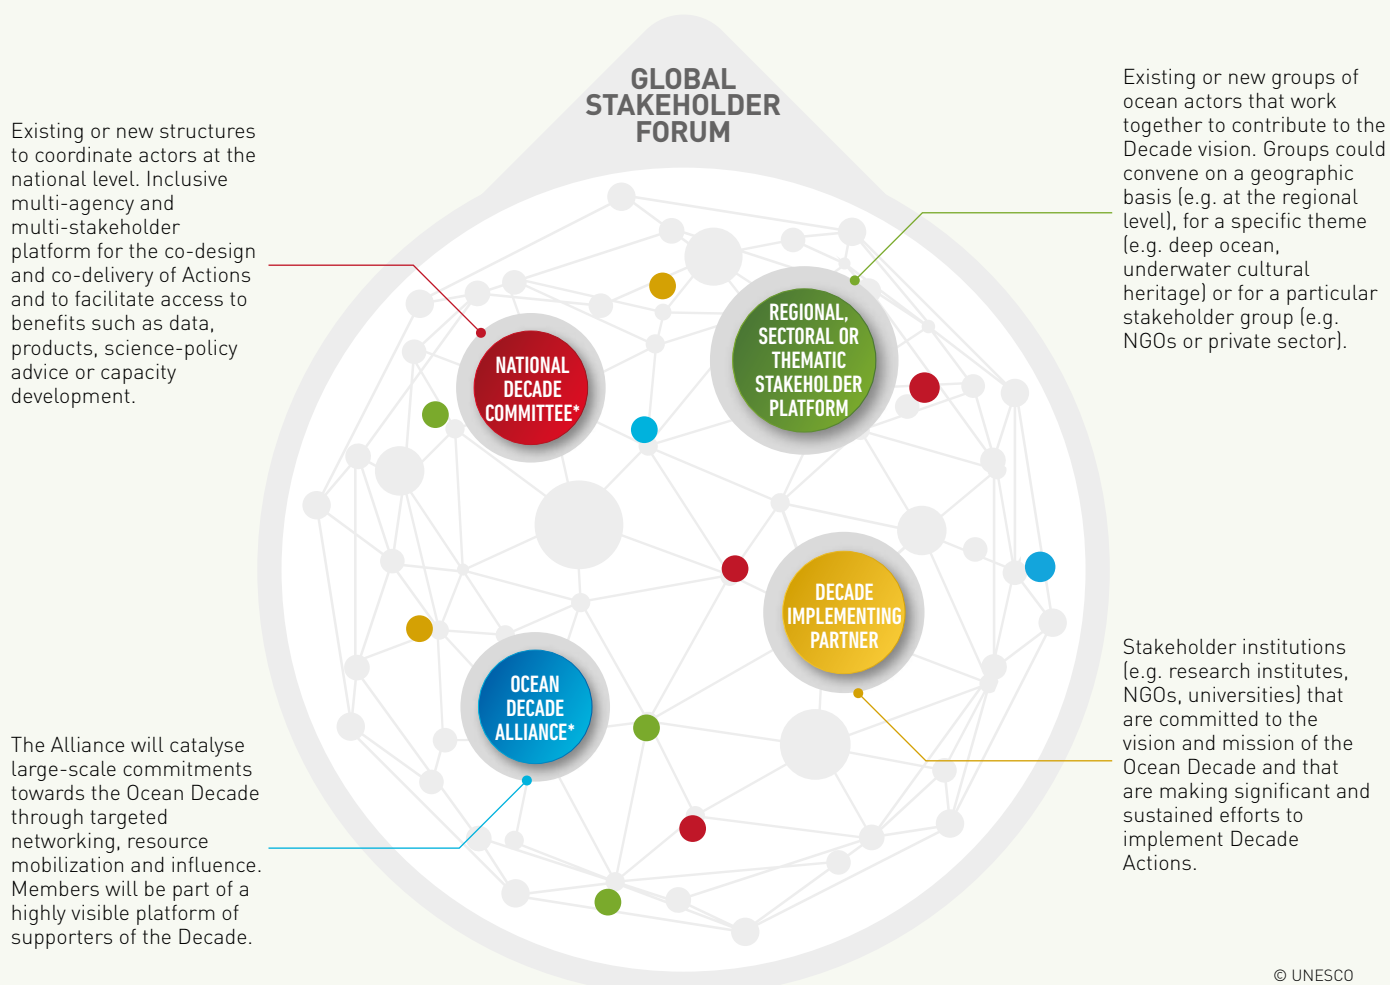 GLOBAL
STAKEHOLDER
FORUM
Existing or new structures
to coordinate actors at the
national level. Inclusive
multi-agency and
multi-stakeholder
platform for the co-design
and co-delivery of Actions
and to facilitate access to
benefits such as data,
products, science-policy
advice or capacity
development.
Existing or new groups of
ocean actors that work
together to contribute to the
Decade vision. Groups could
convene on a geographic
basis (e.g. at the regional
level), for a specific theme
(e.g. deep ocean,
underwater cultural
heritage) or for a particular
stakeholder group (e.g.
NGOs or private sector).
NATIONAL
DECADE
COMMITTEE*
REGIONAL,
SECTORAL OR
THEMATIC
STAKEHOLDER
PLATFORM
DECADE
IMPLEMENTING
PARTNER
OCEAN
DECADE
ALLIANCE*
The Alliance will catalyse
large-scale commitments
towards the Ocean Decade
through targeted
networking, resource
mobilization and influence.
Members will be part of a
highly visible platform of
supporters of the Decade.
Stakeholder institutions
(e.g. research institutes,
NGOs, universities) that
are committed to the
vision and mission of the
Ocean Decade and that
are making significant and
sustained efforts to
implement Decade
Actions.
© UNESCO